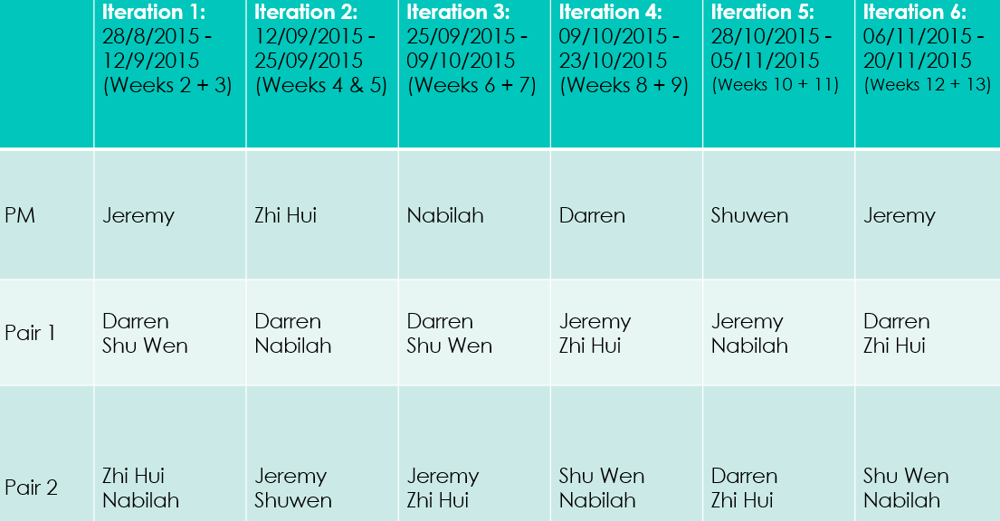 Iteration 1:
28/8/2015 -
12/9/2015
(Weeks 2 + 3)
Iteration 2:
12/09/2015 -
25/09/2015
(Weeks 4 & 5)
Iteration 3:
25/09/2015 -
09/10/2015
(Weeks 6 + 7)
Iteration 4:
09/10/2015 -
23/10/2015
(Weeks 8 + 9)
Iteration 5:
28/10/2015 -
05/11/2015
(Weeks 10 + 11)
Iteration 6:
06/11/2015 -
20/11/2015
(Weeks 12 + 13)
PM
Jeremy
Zhi Hui
Nabilah
Darren
Shuwen
Jeremy
Pair 1
Darren
Shu Wen
Darren
Nabilah
Darren
Shu Wen
Jeremy
Zhi Hui
Jeremy
Nabilah
Darren
Zhi Hui
Pair 2
Zhi Hui
Nabilah
Jeremy
Shuwen
Jeremy
Zhi Hui
Shu Wen
Nabilah
Darren
Zhi Hui
Shu Wen
Nabilah